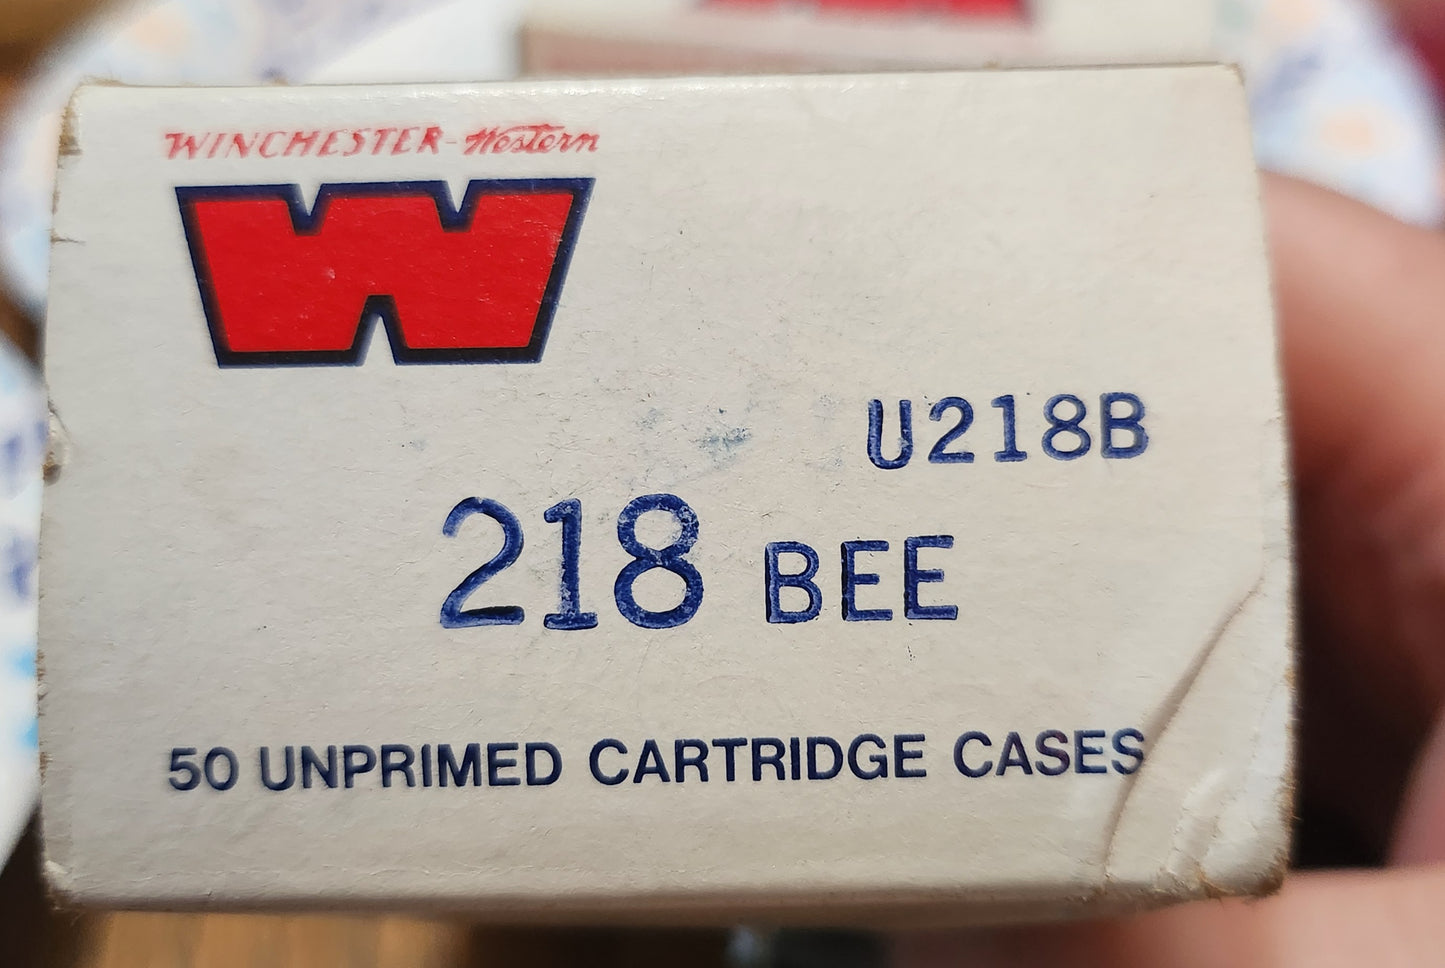 WINCHESTER-Western
W
U218B
218 BEE
50 UNPRIMED CARTRIDGE CASES